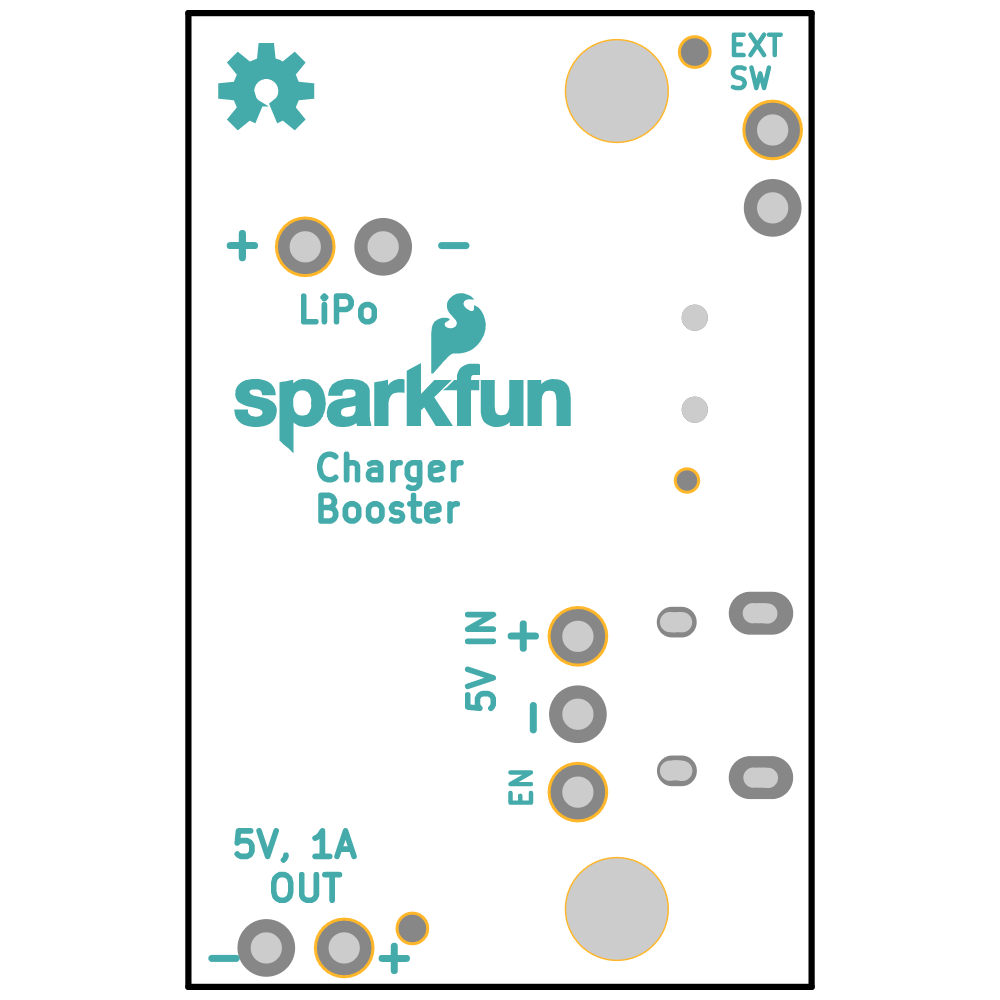 EXT
SW
+ −
LiPo
sparkfun
Charger
Booster
5V IN
+
−
EN
5V, 1A
OUT
− +